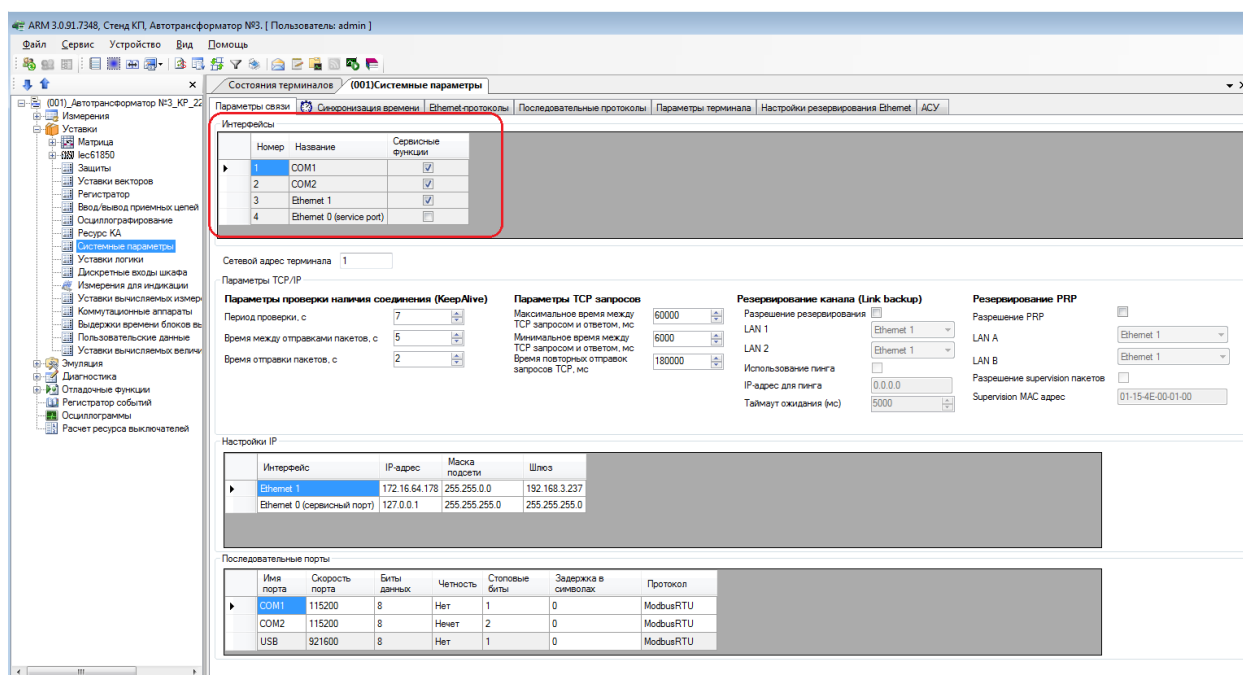 ARM 3.0.91.7348, Стенд КП, Автотрансформатор №3. [ Пользователь: admin ]
Файл Сервис Устройство Вид Помощь
Состояния терминалов (001)Системные параметры
(001)_Автотрансформатор №3_KP_22
Измерения
Уставки
Матрица
Iec61850
Защиты
Уставки векторов
Регистратор
Ввод/вывод приемных цепей
Осциллографирование
Ресурс КА
Системные параметры
Уставки логики
Дискретные входы шкафа
Измерения для индикации
Уставки вычисляемых измер
Коммутационные аппараты
Выдержки времени блоков вы
Пользовательские данные
Уставки вычисляемых величи
Эмуляция
Диагностика
Отладочные функции
Регистратор событий
Осциллограммы
Расчет ресурса выключателей
Параметры связи Синхронизация времени Ethernet-протоколы Последовательные протоколы Параметры терминала Настройки резервирования Ethernet АСУ
Интерфейсы
Номер Название Сервисные функции
1 COM1
2 COM2
3 Ethernet 1
4 Ethernet 0 (service port)
Сетевой адрес терминала 1
Параметры TCP/IP
Параметры проверки наличия соединения (KeepAlive)
Период проверки, с 7
Время между отправками пакетов, с 5
Время отправки пакетов, с 2
Параметры TCP запросов
Максимальное время между
TCP запросом и ответом, мс 60000
Минимальное время между
TCP запросом и ответом, мс 6000
Время повторных отправок
запросов TCP, мс 180000
Резервирование канала (Link backup)
Разрешение резервирования
LAN 1 Ethernet 1
LAN 2 Ethernet 1
Использование пинга
IP-адрес для пинга 0.0.0.0
Таймаут ожидания (мс) 5000
Резервирование PRP
Разрешение PRP
LAN A Ethernet 1
LAN B Ethernet 1
Разрешение supervision пакетов
Supervision MAC адрес 01-15-4E-00-01-00
Настройки IP
Интерфейс IP-адрес Маска подсети Шлюз
Ethernet 1 172.16.64.178 255.255.0.0 192.168.3.237
Ethernet 0 (сервисный порт) 127.0.0.1 255.255.255.0 255.255.255.0
Последовательные порты
Имя порта Скорость порта Биты данных Четность Стоповые биты Задержка в символах Протокол
COM1 115200 8 Нет 1 0 ModbusRTU
COM2 115200 8 Нечет 2 0 ModbusRTU
USB 921600 8 Нет 1 0 ModbusRTU